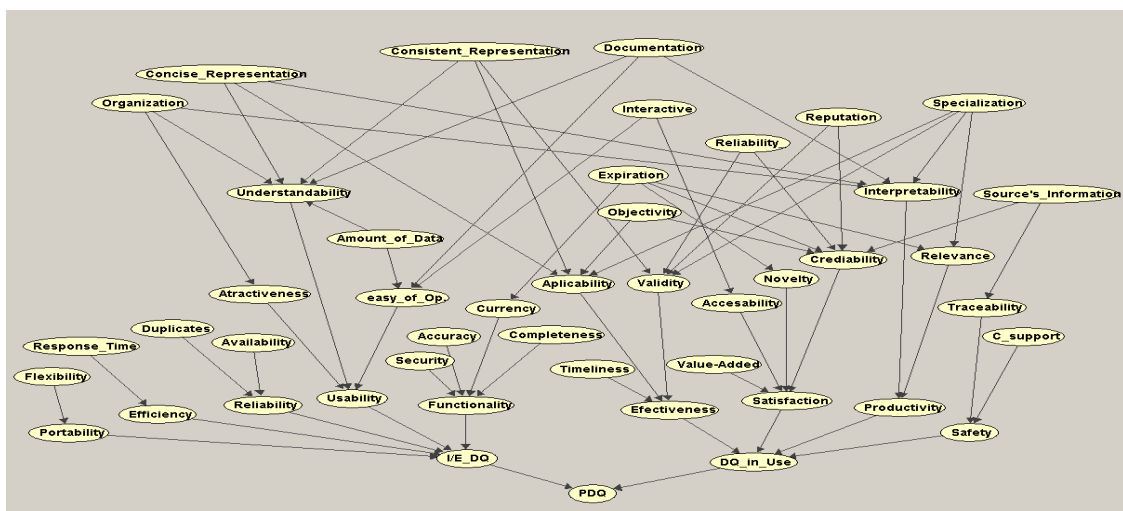 Documentation
Consistent_Representation
Concise_Representation
Organization
Interactive
Specialization
Reputation
Reliability_
Expiration
Understandability
Interpretability
Source's_Information
Objectivity
Amount_of_Data
Crediability
Relevance
Novelty
Aplicability
Validity
Atractiveness
easy_of_Op.
Accesability
Currency
Traceability
Duplicates
Accuracy
Completeness
C_support
Response_Time
Availability
Security
Value-Added
Timeliness
Flexibility
Usability
Reliability
Functionality
Satisfaction
Efficiency
Efectiveness
Productivity
Portability
Safety
I/E_DQ
DQ_in_Use
PDQ